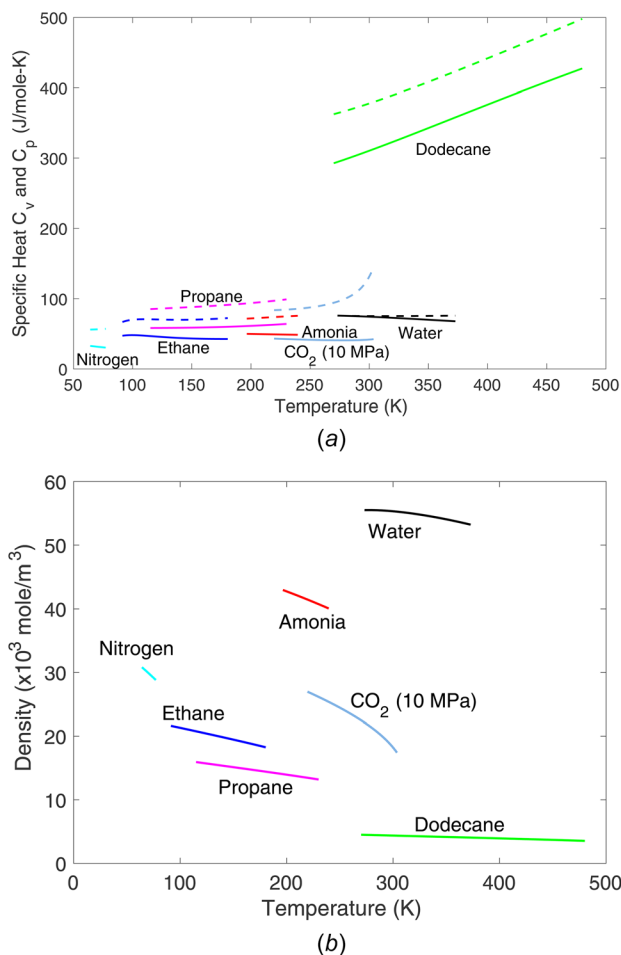 500
400
300
200
100
0
Specific Heat C_v and C_p (J/mole-K)
Dodecane
Propane
Nitrogen
Ethane
Amonia
CO_2 (10 MPa)
Water
50 100 150 200 250 300 350 400 450 500
Temperature (K)
(a)
60
50
40
30
20
10
0
Density (x10^3 mole/m^3)
Water
Amonia
Nitrogen
CO_2 (10 MPa)
Ethane
Propane
Dodecane
0 100 200 300 400 500
Temperature (K)
(b)